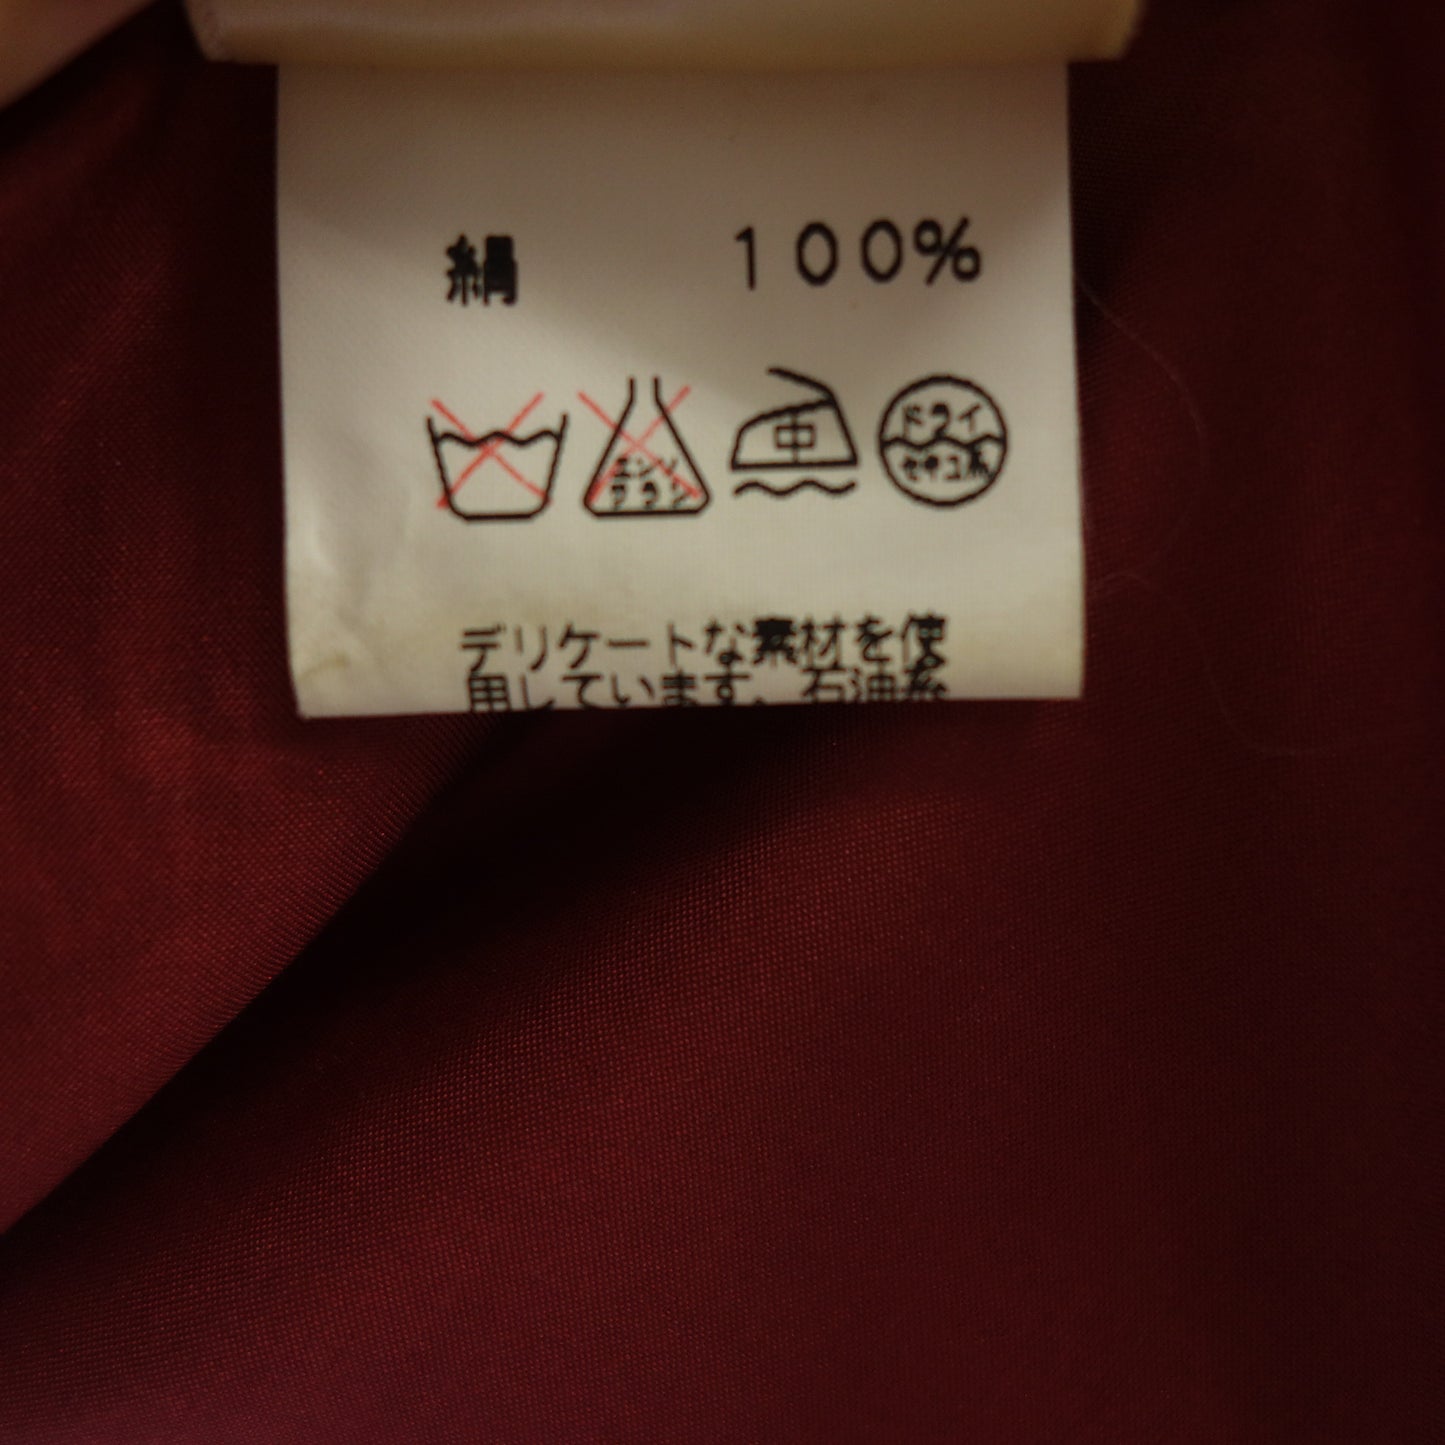 絹 100%
エンソ
サラシ
中
ドライ
セキユ系
デリケートな素材を使
用しています。石油系